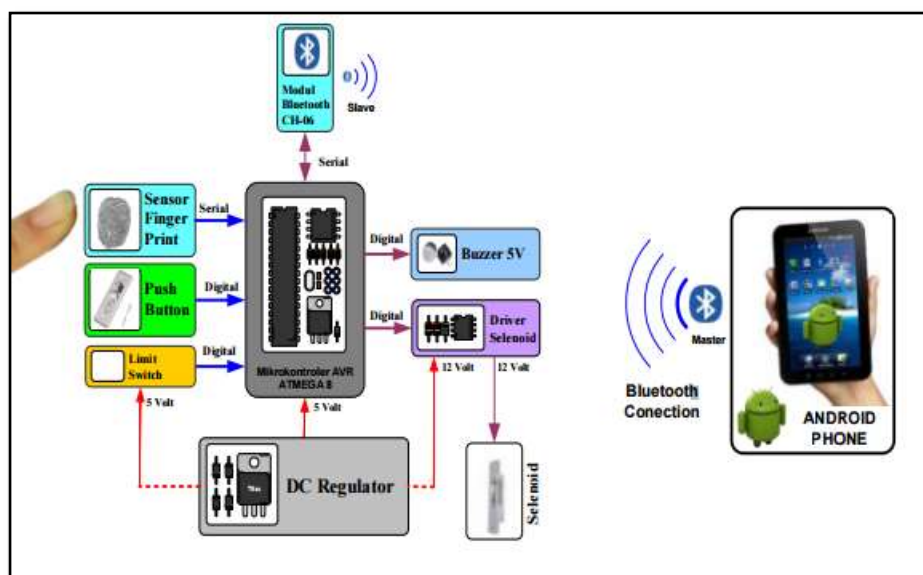 Modul
Bluetooth
CH-06
Slave
Serial
Sensor
Finger
Print
Serial
Push
Button
Digital
Limit
Switch
Digital
5 Volt
Mikrokontroler AVR
ATMEGA 8
Digital
Buzzer 5V
Digital
Driver
Selenoid
5 Volt
12 Volt
12 Volt
DC Regulator
Selenoid
Bluetooth
Conection
Master
ANDROID
PHONE